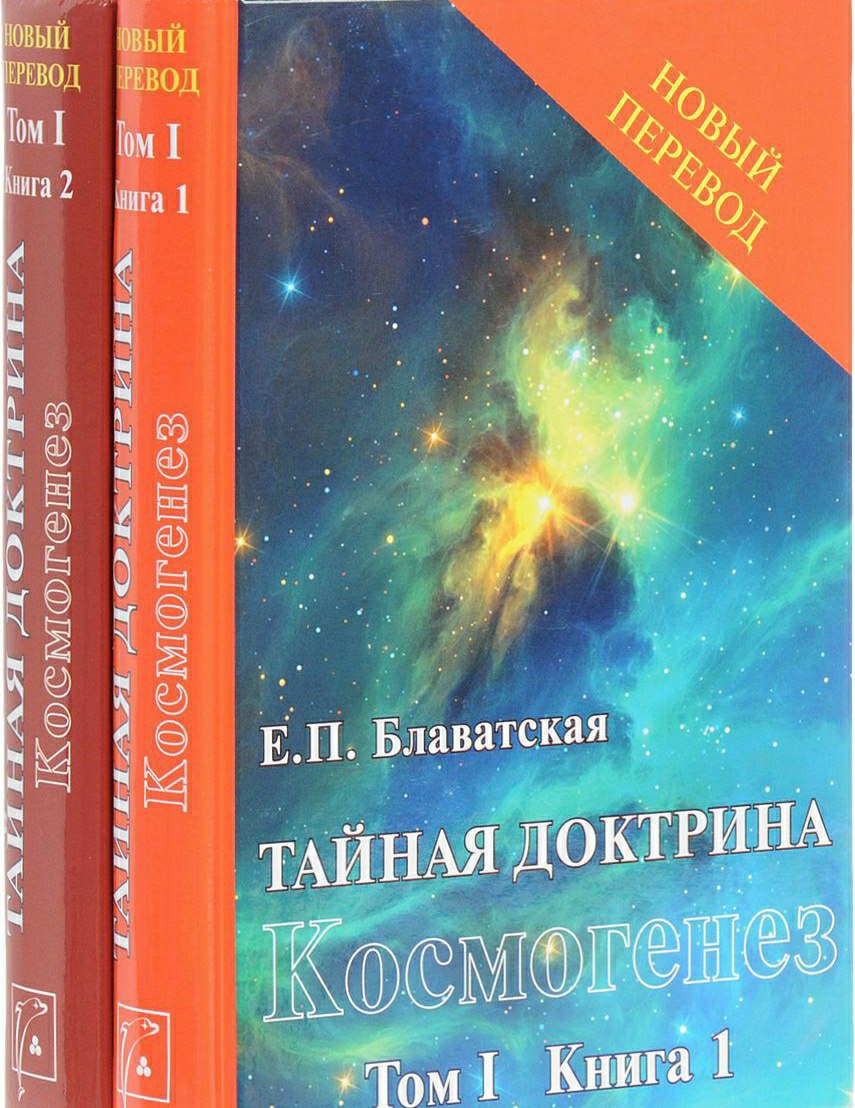 НОВЫЙ
ПЕРЕВОД
Том I
Книга 2
ТАЙНАЯ ДОКТРИНА
Космогенез
НОВЫЙ
ПЕРЕВОД
Том I
Книга 1
ТАЙНАЯ ДОКТРИНА
Космогенез
НОВЫЙ
ПЕРЕВОД
Е.П. Блаватская
ТАЙНАЯ ДОКТРИНА
Космогенез
Том I Книга 1